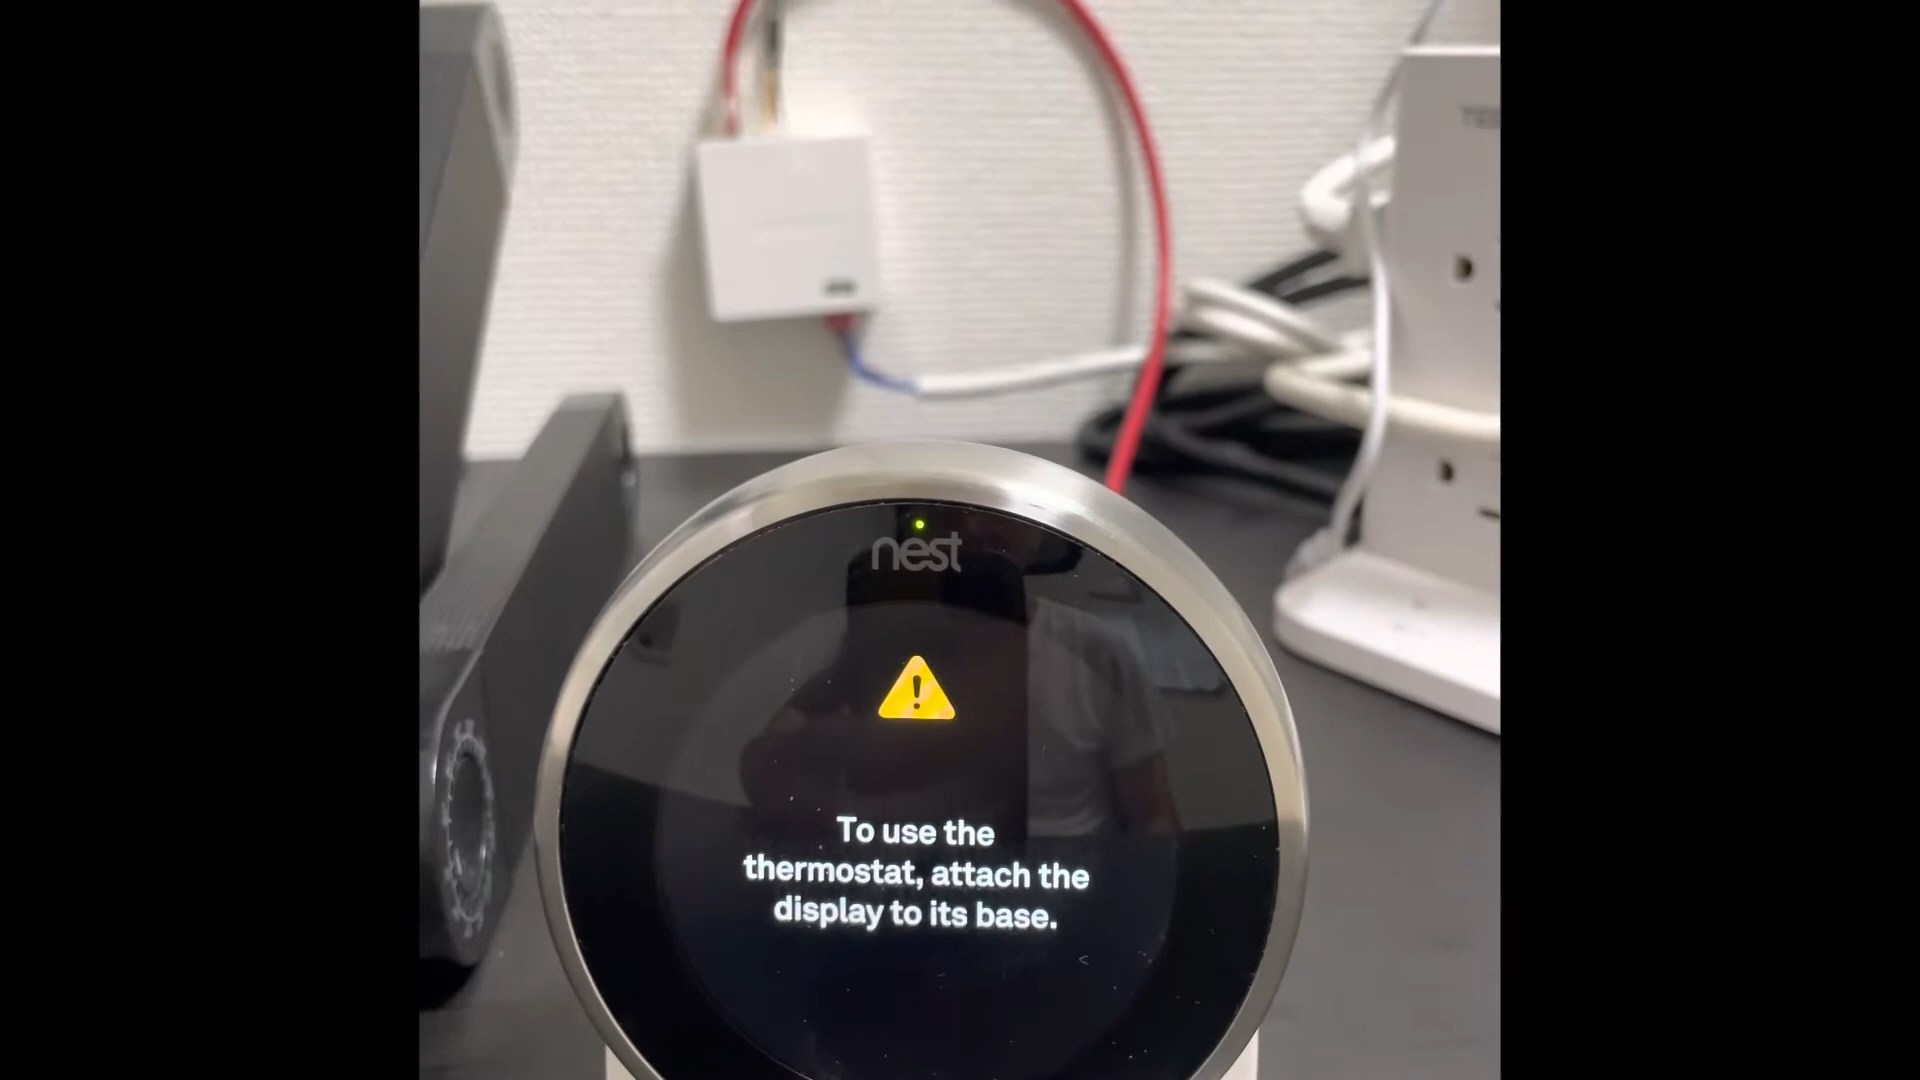 nest
To use the
thermostat, attach the
display to its base.